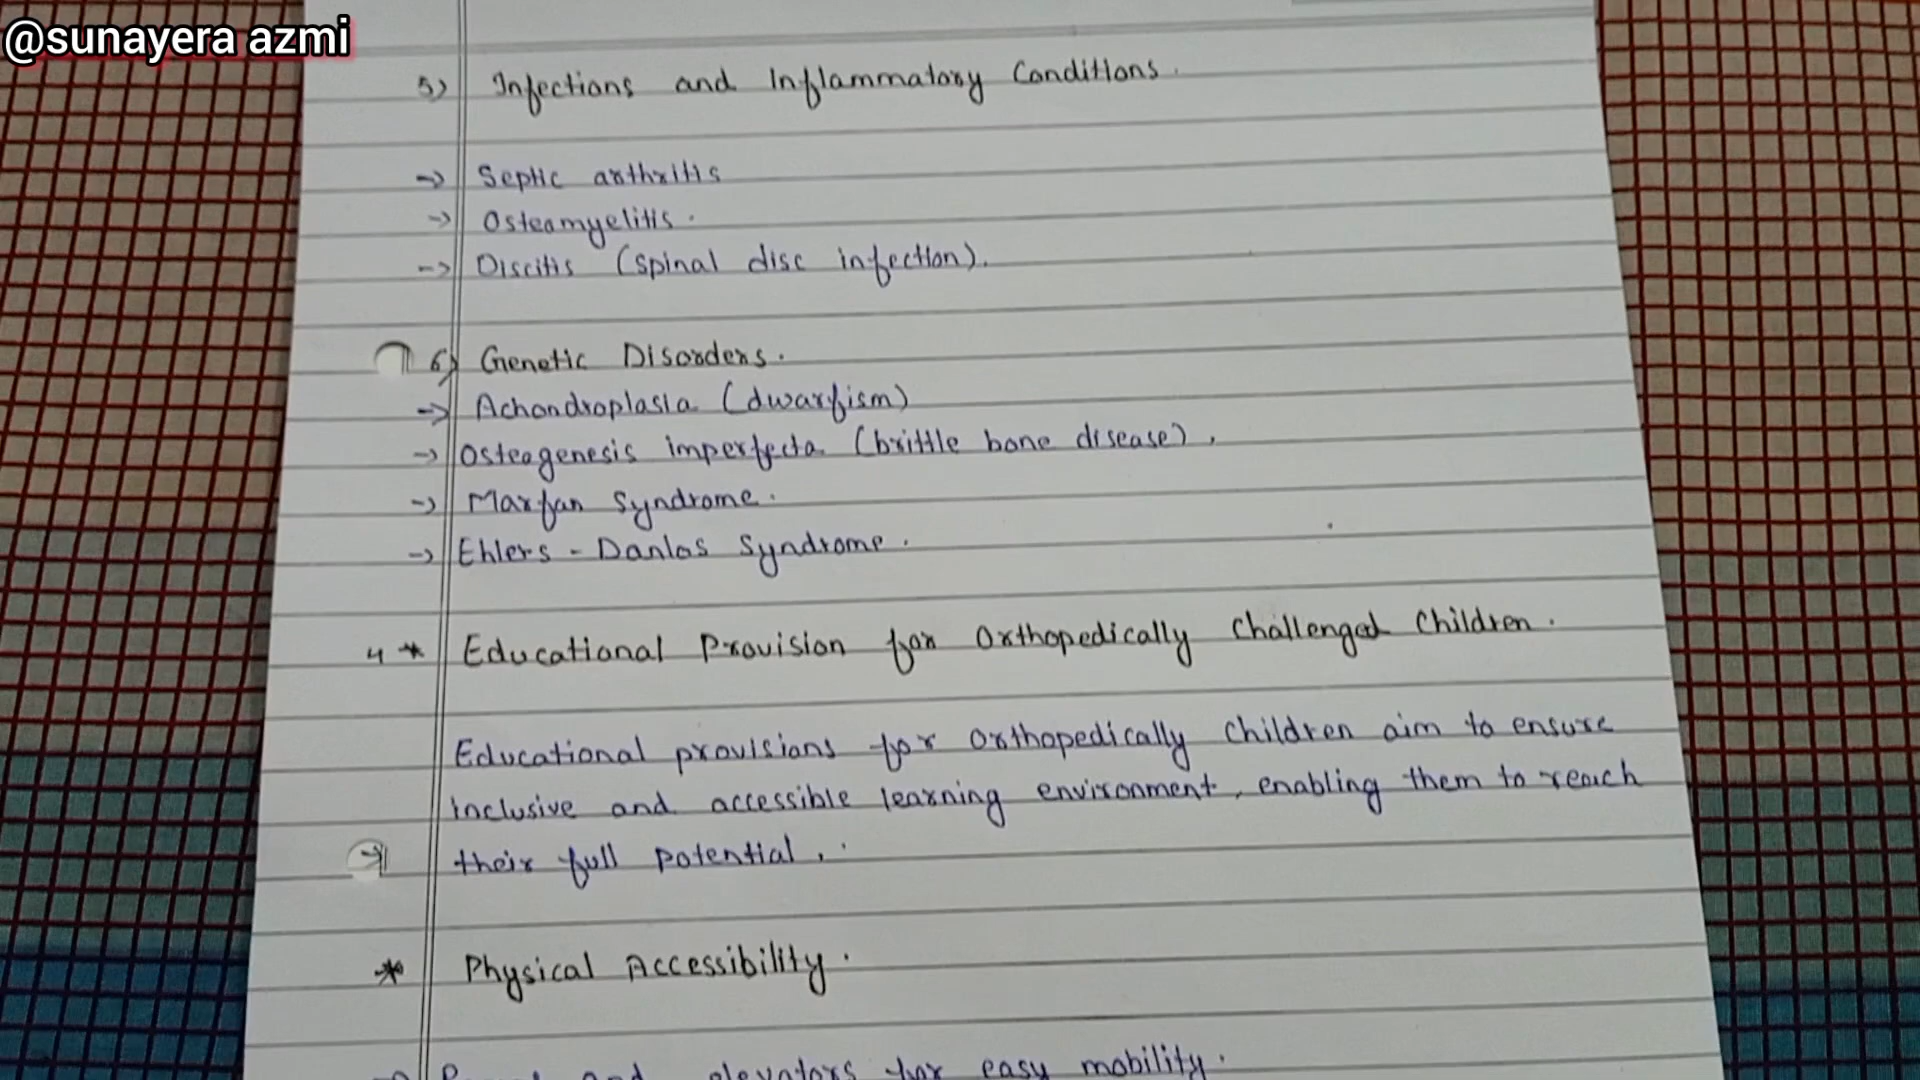 @sunayera azmi
5) Infections and Inflammatory Conditions.
→ Septic arthritis
→ Osteomyelitis.
→ Discitis (spinal disc infection).
6) Genetic Disorders.
→ Achondroplasia (dwarfism)
→ Osteogenesis imperfecta (brittle bone disease).
→ Marfan Syndrome.
→ Ehlers - Danlos Syndrome.
4 * Educational Provision for Orthopedically Challenged Children.
Educational provisions for orthopedically children aim to ensure
inclusive and accessible learning environment, enabling them to reach
their full potential.
* Physical Accessibility.
and elevators for easy mobility.